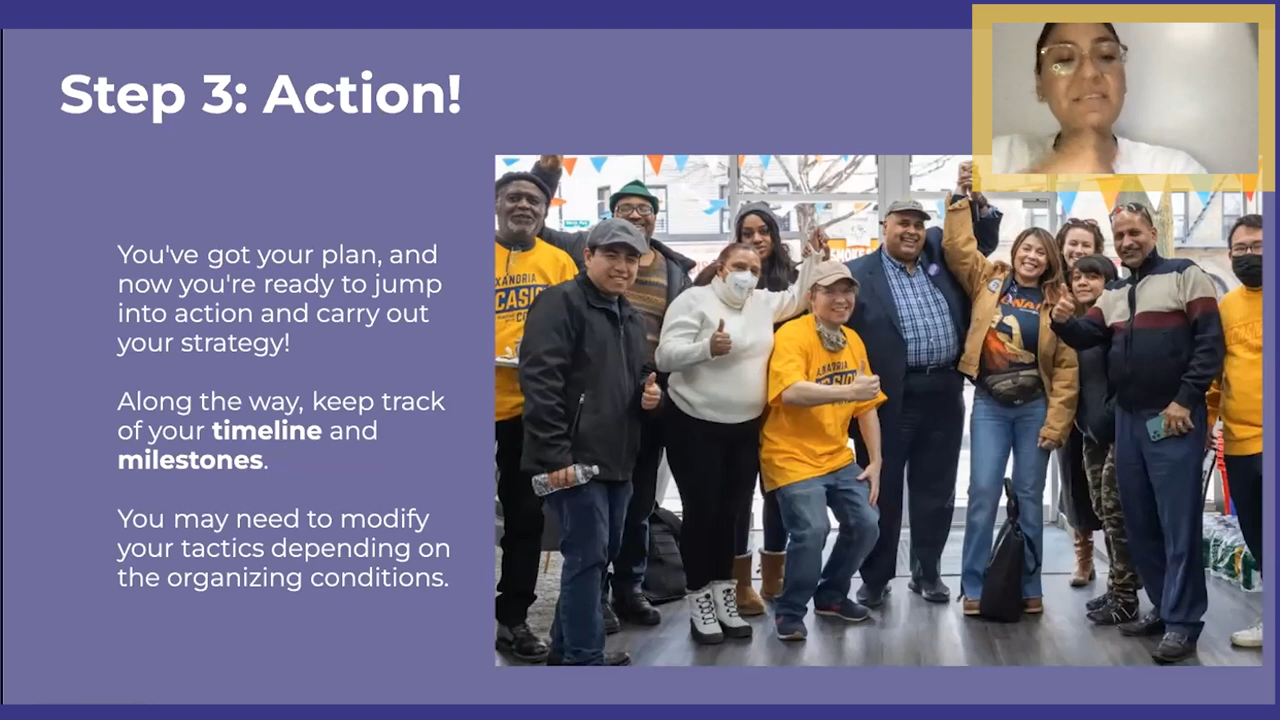 Step 3: Action!
You've got your plan, and
now you're ready to jump
into action and carry out
your strategy!
Along the way, keep track
of your timeline and
milestones.
You may need to modify
your tactics depending on
the organizing conditions.
SMOKE